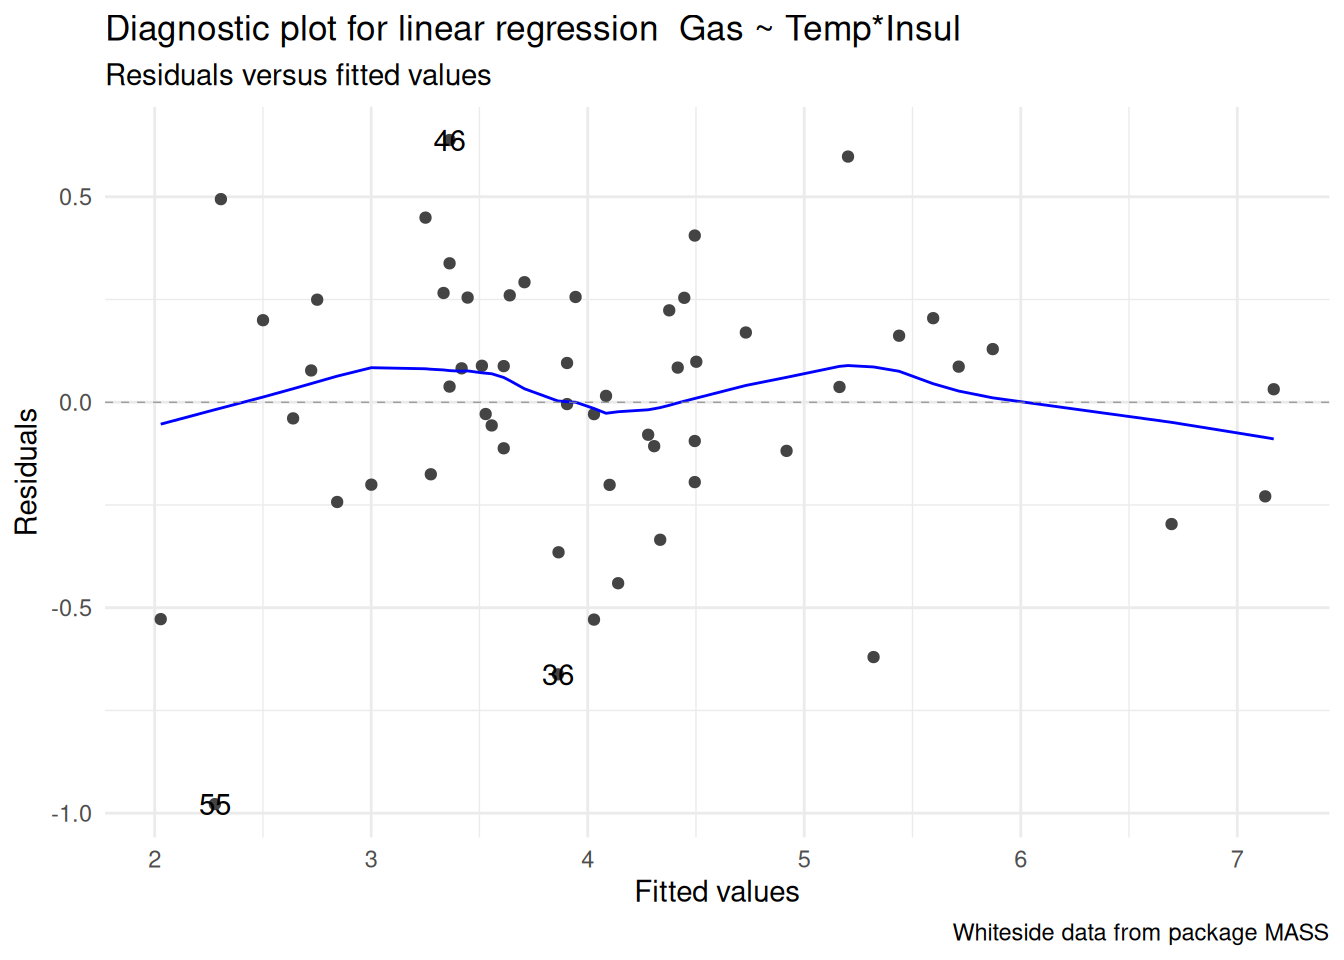 Diagnostic plot for linear regression  Gas ~ Temp*Insul
Residuals versus fitted values
46
0.5
0.0
Residuals
-0.5
36
55
-1.0
2 3 4 5 6 7
Fitted values
Whiteside data from package MASS